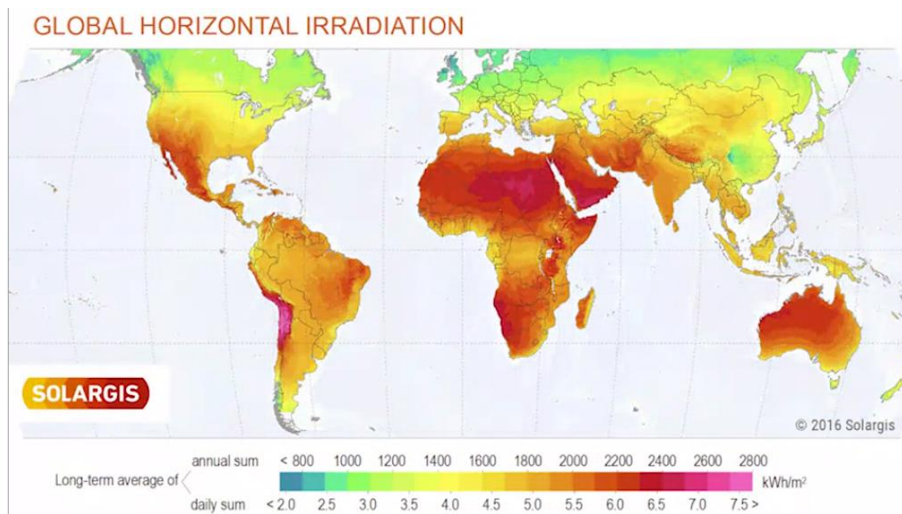 GLOBAL HORIZONTAL IRRADIATION
SOLARGIS
© 2016 Solargis
annual sum < 800 1000 1200 1400 1600 1800 2000 2200 2400 2600 2800
Long-term average of kWh/m²
daily sum < 2.0 2.5 3.0 3.5 4.0 4.5 5.0 5.5 6.0 6.5 7.0 7.5 >